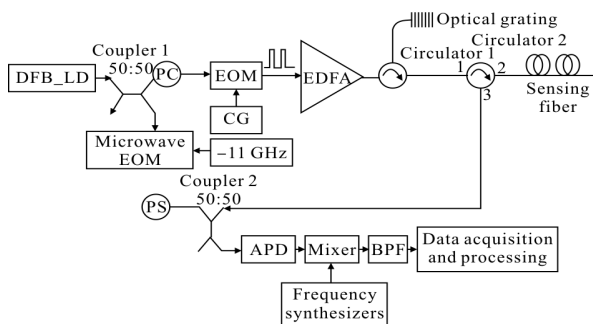 Optical grating
Coupler 1
50:50
Circulator 1
Circulator 2
DFB_LD
PC
EOM
EDFA
1
2
3
Sensing
fiber
CG
Microwave
EOM
−11 GHz
Coupler 2
50:50
PS
APD
Mixer
BPF
Data acquisition
and processing
Frequency
synthesizers